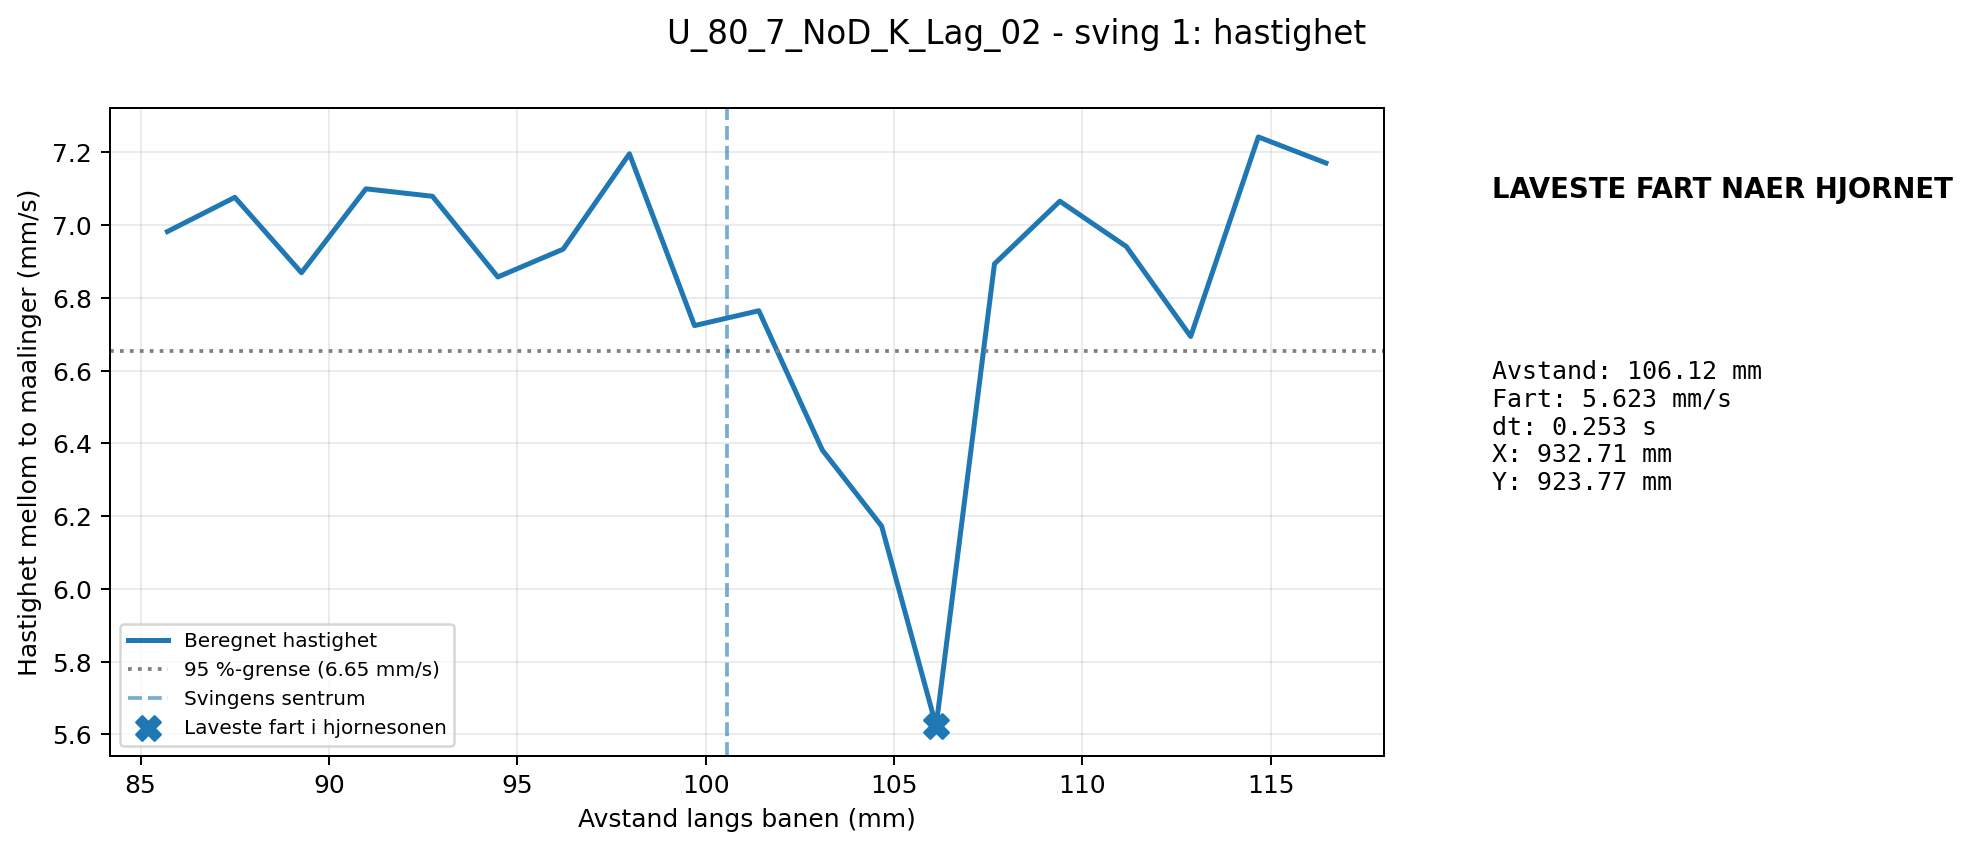 U_80_7_NoD_K_Lag_02 - sving 1: hastighet
Hastighet mellom to maalinger (mm/s)
7.2
7.0
6.8
6.6
6.4
6.2
6.0
5.8
5.6
Beregnet hastighet
95 %-grense (6.65 mm/s)
Svingens sentrum
Laveste fart i hjornesonen
85
90
95
100
105
110
115
Avstand langs banen (mm)
LAVESTE FART NAER HJORNET
Avstand: 106.12 mm
Fart: 5.623 mm/s
dt: 0.253 s
X: 932.71 mm
Y: 923.77 mm